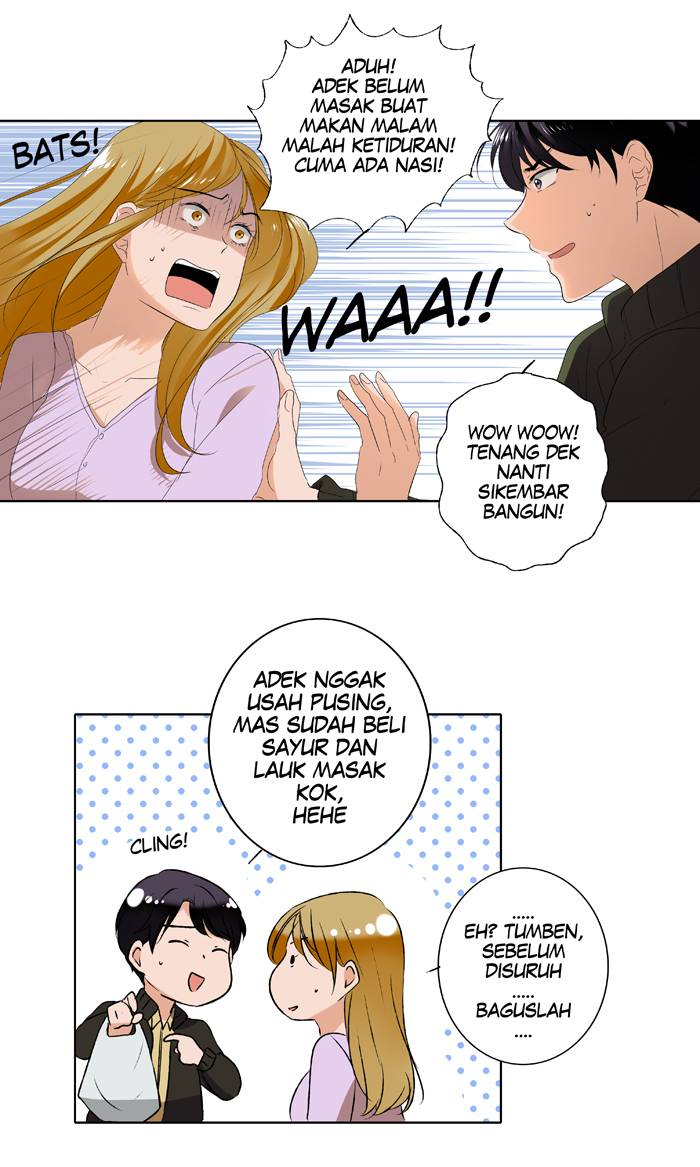 ADUH!
ADEK BELUM
MASAK BUAT
MAKAN MALAM
MALAH KETIDURAN!
CUMA ADA NASI!
BATS!
WAAA!!
WOW WOOW!
TENANG DEK
NANTI
SIKEMBAR
BANGUN!
ADEK NGGAK
USAH PUSING,
MAS SUDAH BELI
SAYUR DAN
LAUK MASAK
KOK,
HEHE
CLING!
.....
EH? TUMBEN,
SEBELUM
DISURUH
.....
BAGUSLAH
....